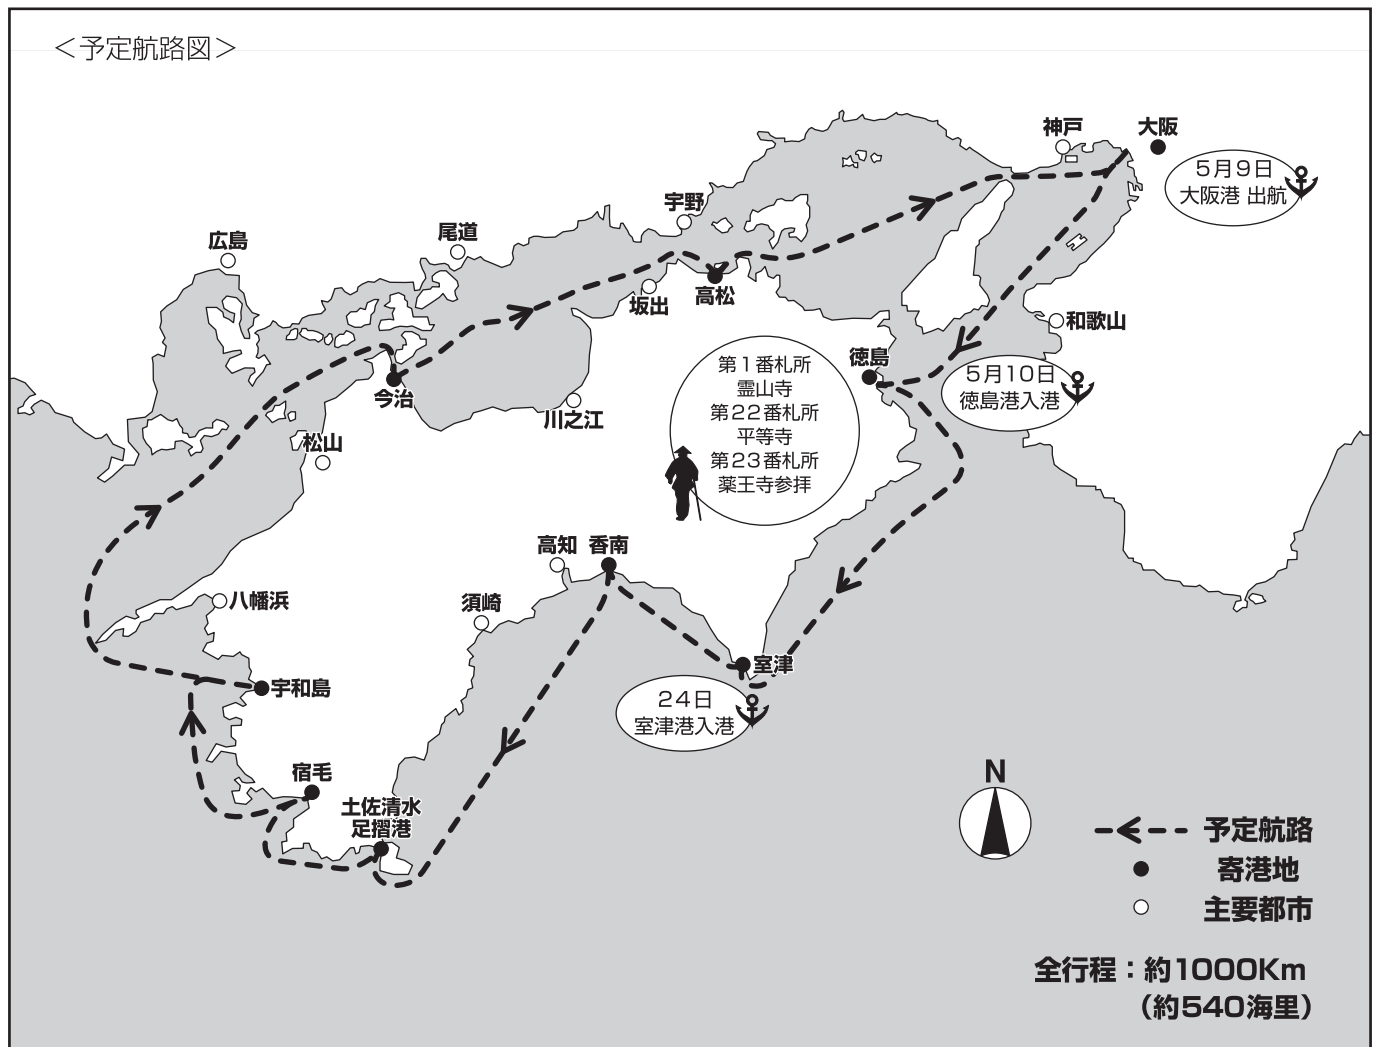 ＜予定航路図＞
神戸
大阪
5月9日
大阪港 出航
宇野
尾道
広島
坂出
高松
和歌山
徳島
5月10日
徳島港入港
第1番札所
霊山寺
第22番札所
平等寺
第23番札所
薬王寺参拝
今治
川之江
松山
高知
香南
八幡浜
須崎
室津
24日
室津港入港
宇和島
宿毛
土佐清水
足摺港
N
予定航路
寄港地
主要都市
全行程：約1000Km
（約540海里）